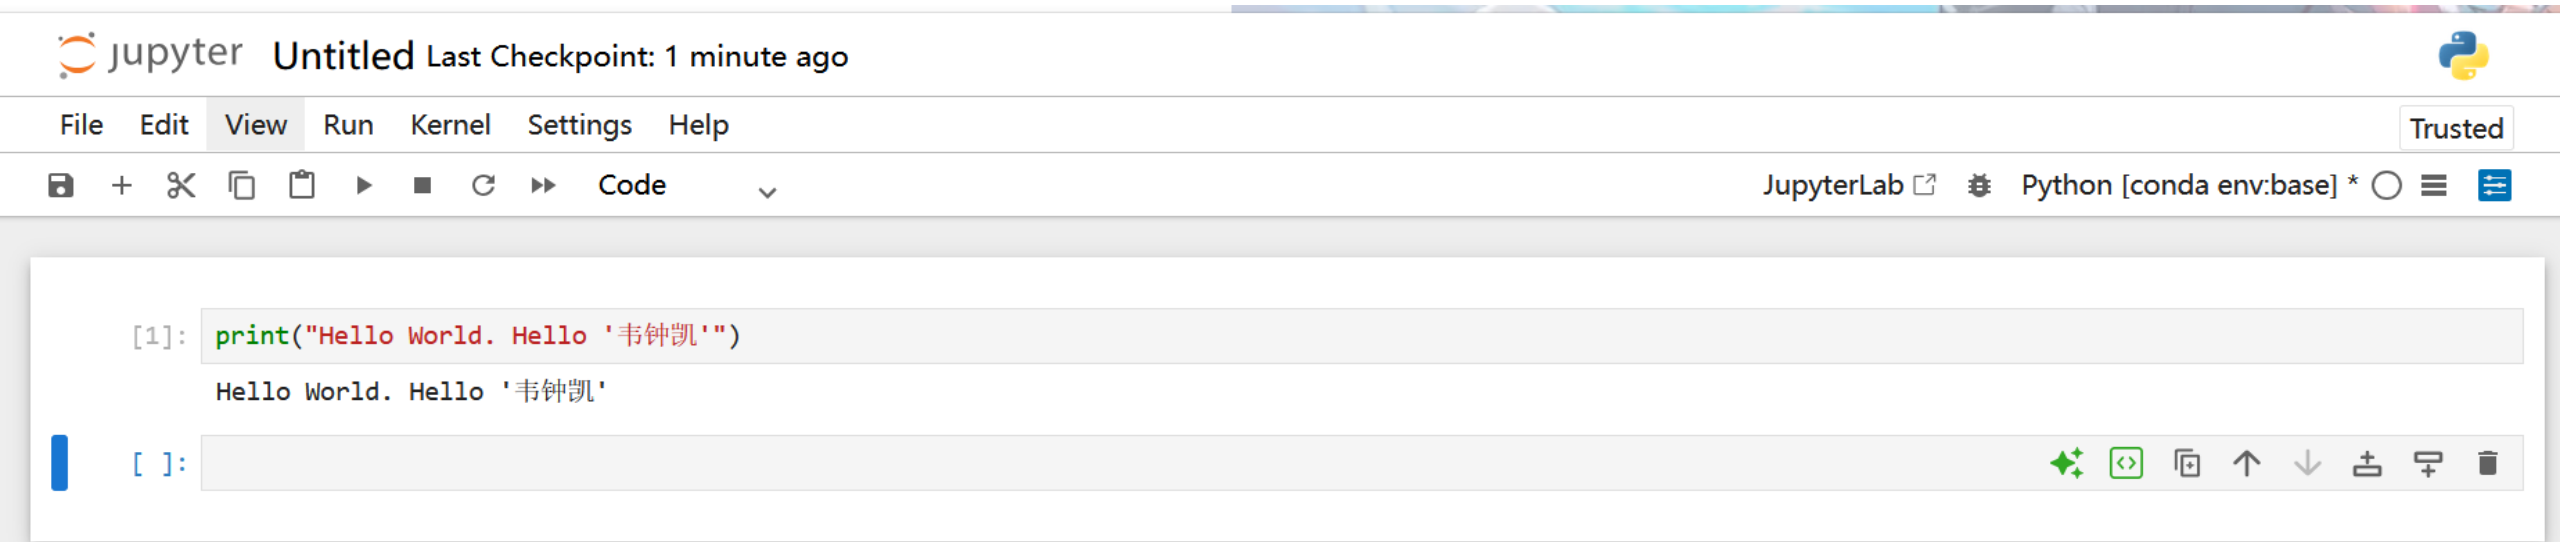 jupyter Untitled Last Checkpoint: 1 minute ago
File Edit View Run Kernel Settings Help Trusted
Code JupyterLab Python [conda env:base] *
[1]: print("Hello World. Hello '韦钟凯'")
Hello World. Hello '韦钟凯'
[ ]: